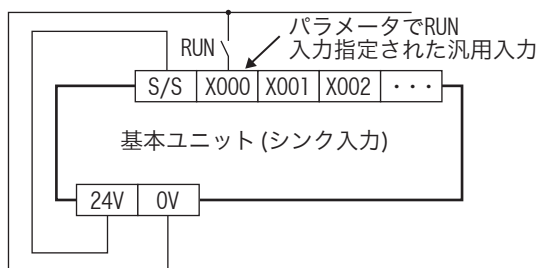 パラメータでRUN
入力指定された汎用入力
RUN
S/S X000 X001 X002 ・・・
基本ユニット(シンク入力)
24V 0V